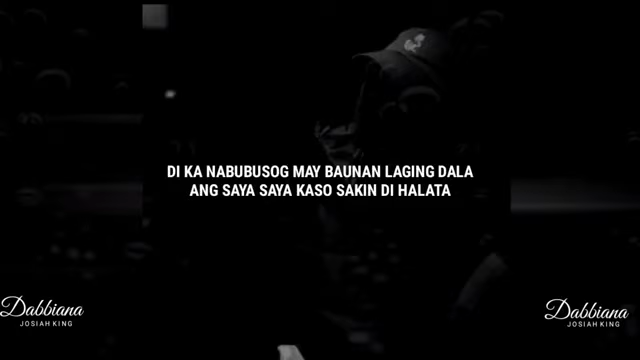 DI KA NABUBUSOG MAY BAUNAN LAGING DALA
ANG SAYA SAYA KASO SAKIN DI HALATA
Dabbiana
JOSIAH KING
Dabbiana
JOSIAH KING